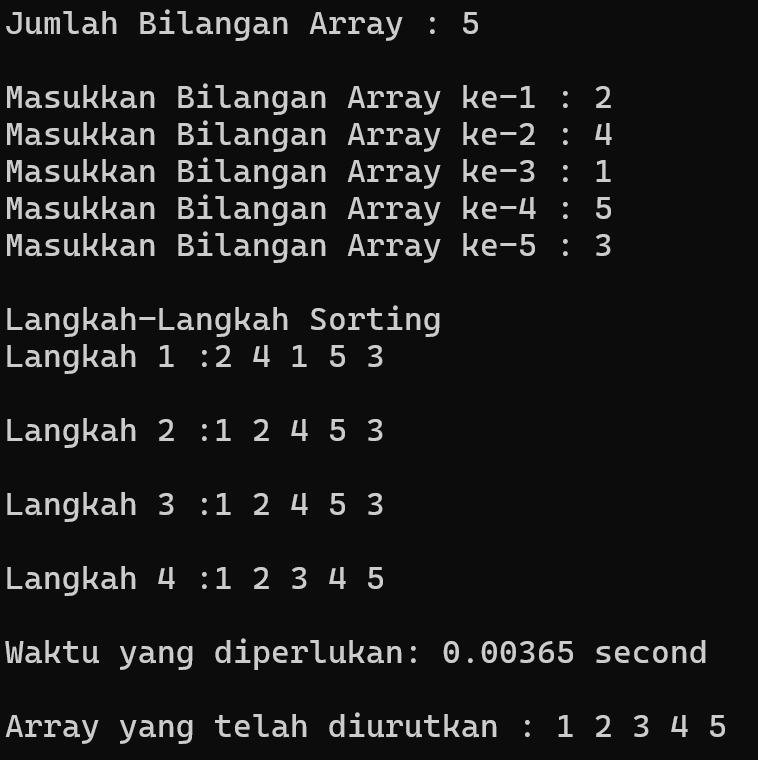 Jumlah Bilangan Array : 5
Masukkan Bilangan Array ke-1 : 2
Masukkan Bilangan Array ke-2 : 4
Masukkan Bilangan Array ke-3 : 1
Masukkan Bilangan Array ke-4 : 5
Masukkan Bilangan Array ke-5 : 3
Langkah-Langkah Sorting
Langkah 1 :2 4 1 5 3
Langkah 2 :1 2 4 5 3
Langkah 3 :1 2 4 5 3
Langkah 4 :1 2 3 4 5
Waktu yang diperlukan: 0.00365 second
Array yang telah diurutkan : 1 2 3 4 5